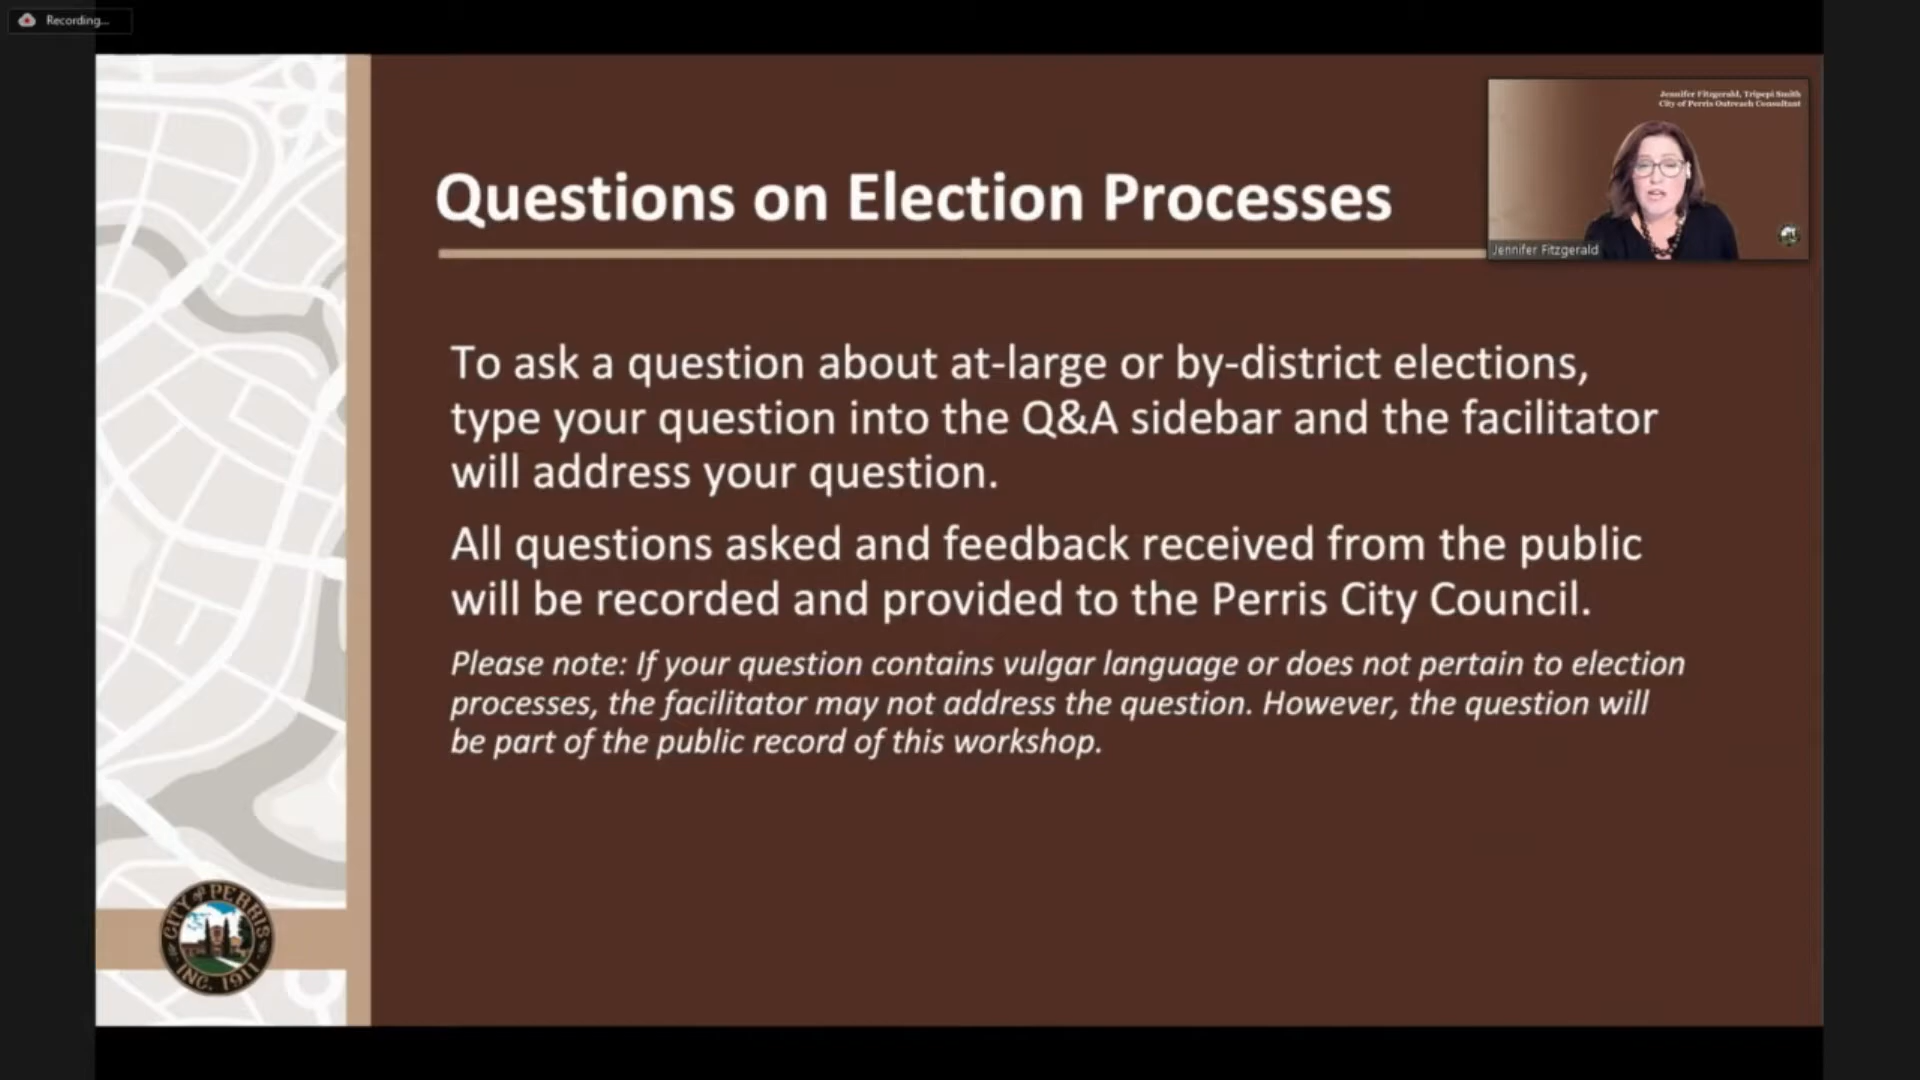 Recording...
Jennifer Fitzgerald, Tripepi Smith
City of Perris Outreach Consultant
Jennifer Fitzgerald
Questions on Election Processes
To ask a question about at-large or by-district elections,
type your question into the Q&A sidebar and the facilitator
will address your question.
All questions asked and feedback received from the public
will be recorded and provided to the Perris City Council.
Please note: If your question contains vulgar language or does not pertain to election
processes, the facilitator may not address the question. However, the question will
be part of the public record of this workshop.
CITY OF PERRIS
INC. 1911